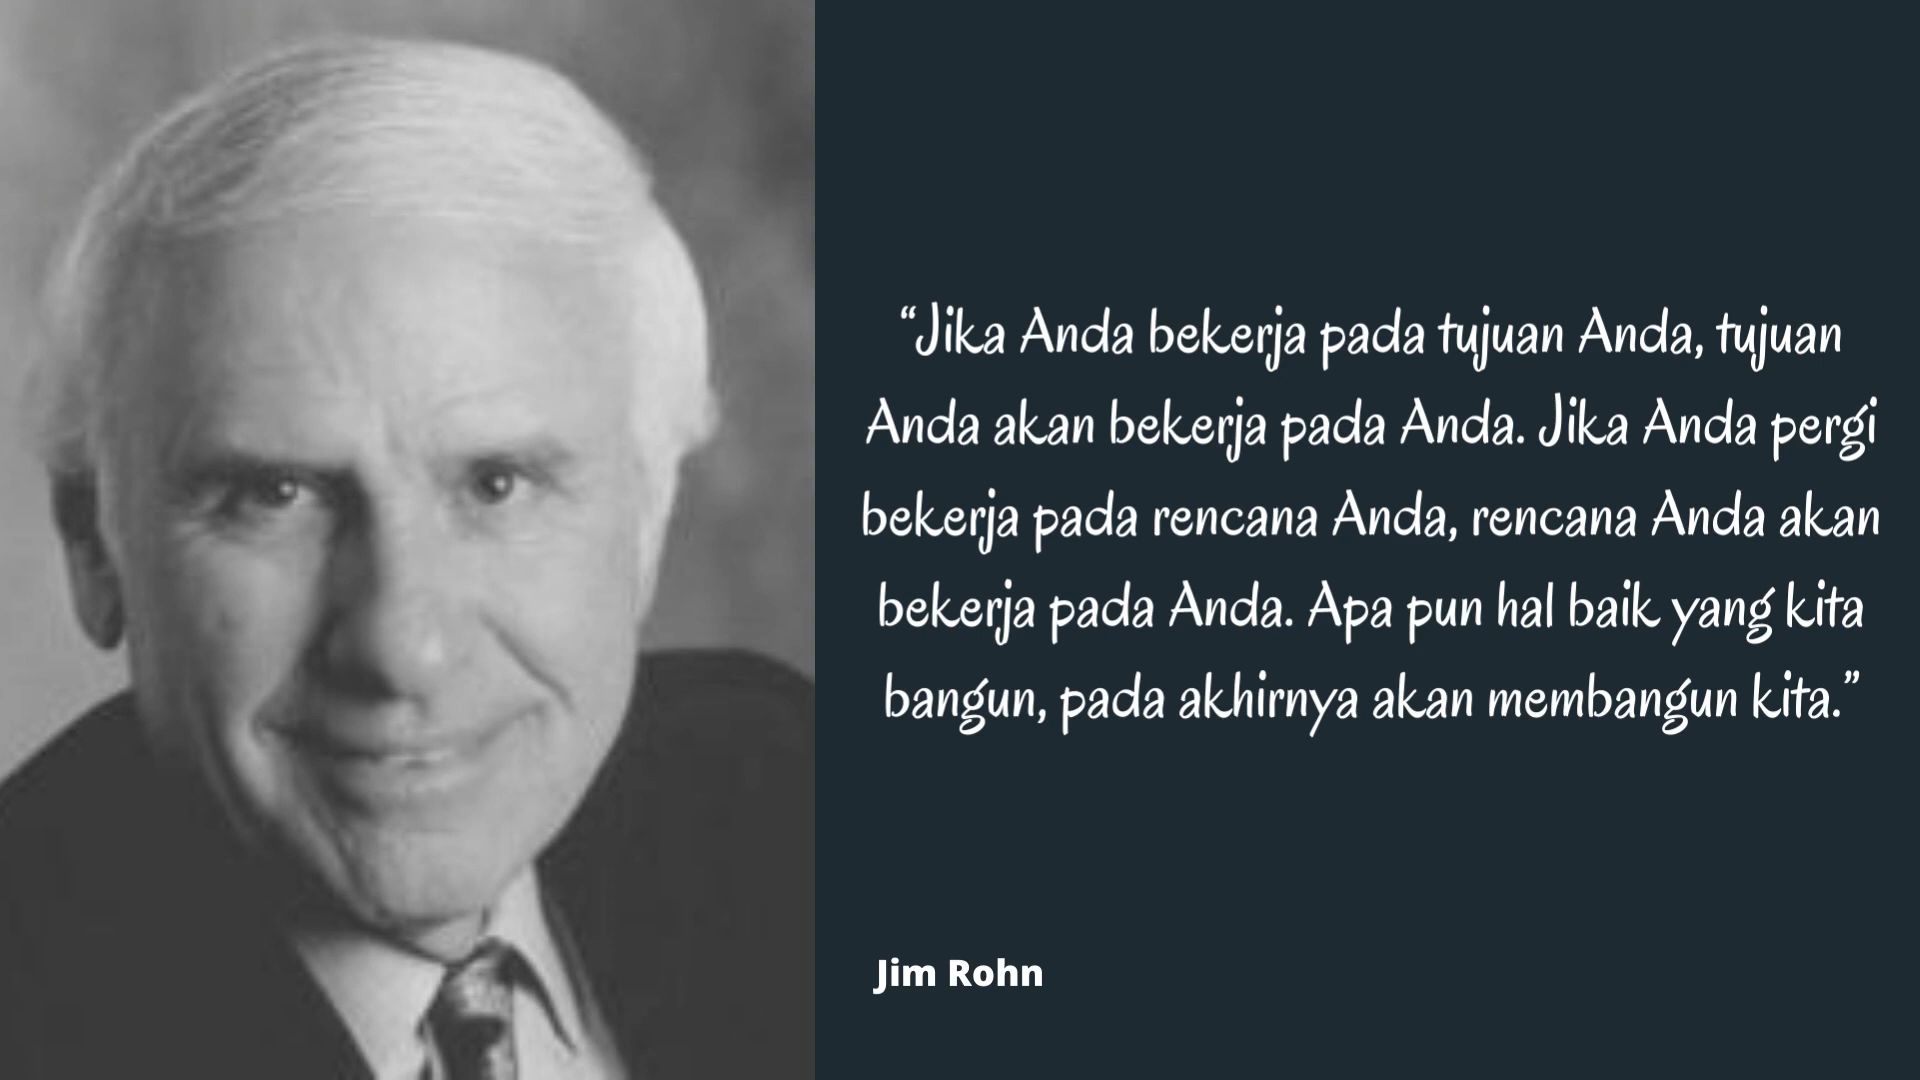 “Jika Anda bekerja pada tujuan Anda, tujuan
Anda akan bekerja pada Anda. Jika Anda pergi
bekerja pada rencana Anda, rencana Anda akan
bekerja pada Anda. Apa pun hal baik yang kita
bangun, pada akhirnya akan membangun kita.”
Jim Rohn